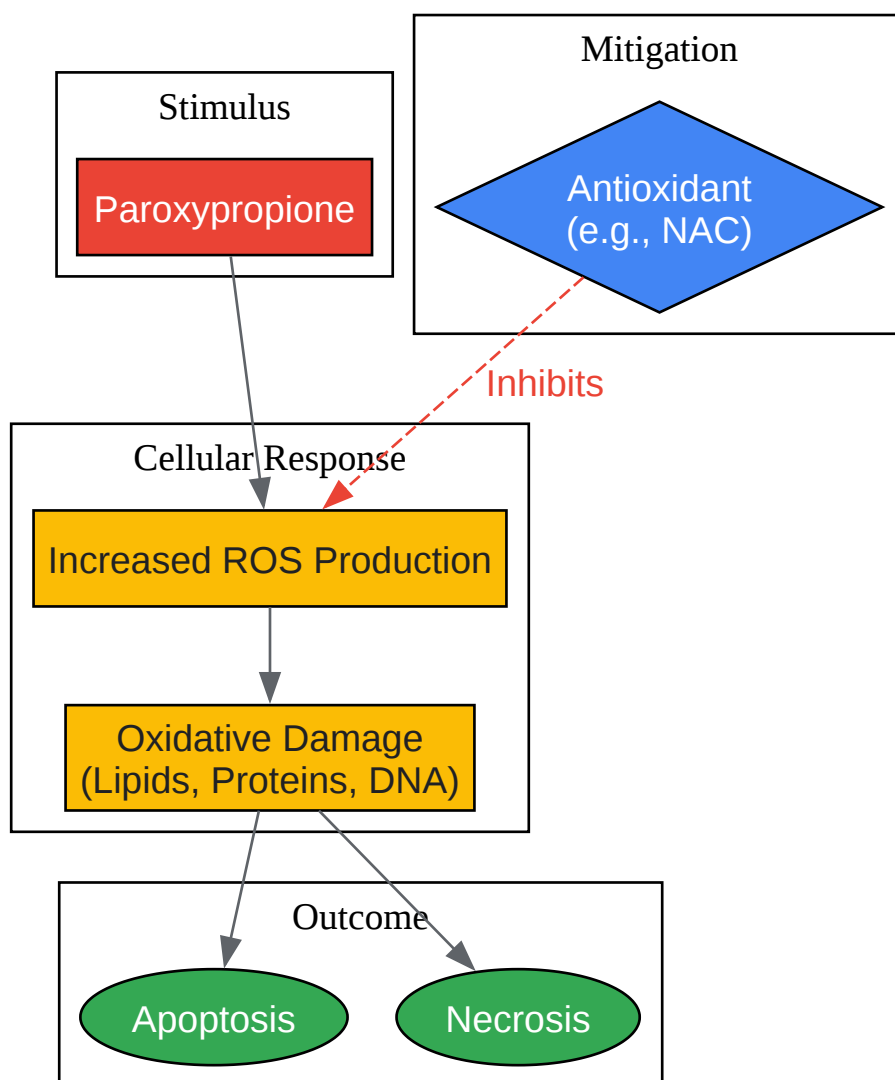 Mitigation
Stimulus
Antioxidant
(e.g., NAC)
Paroxypropione
Inhibits
Cellular Response
Increased ROS Production
Oxidative Damage
(Lipids, Proteins, DNA)
Outcome
Apoptosis
Necrosis